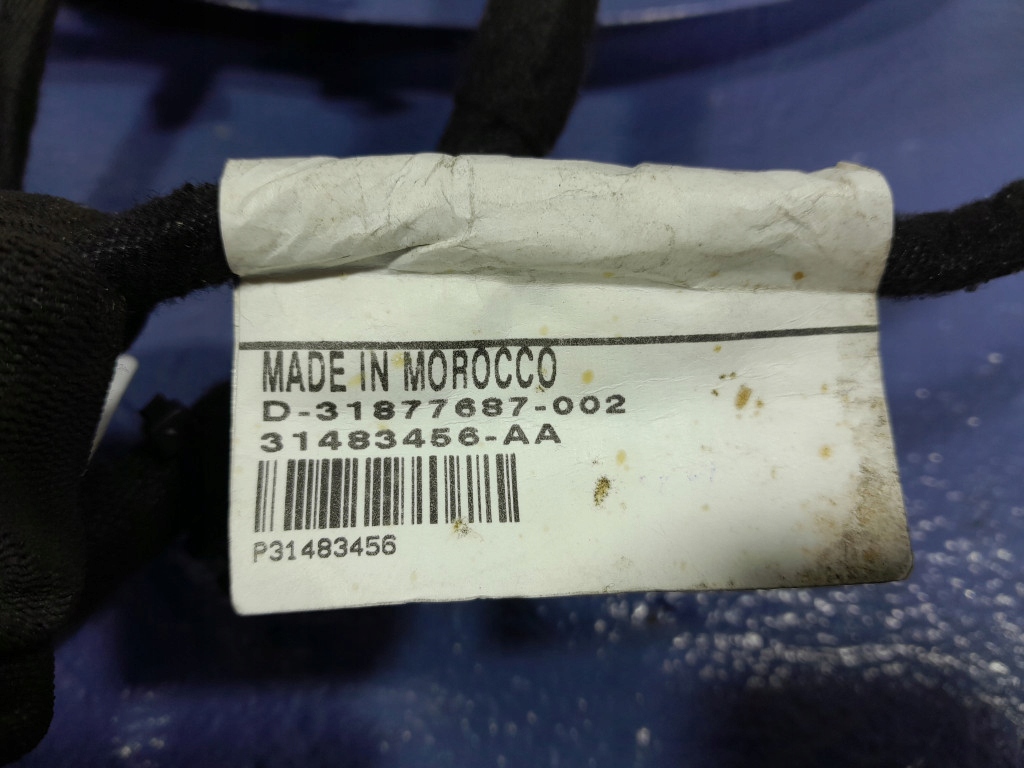 MADE IN MOROCCO
D-31877687-002
31483456-AA
P31483456